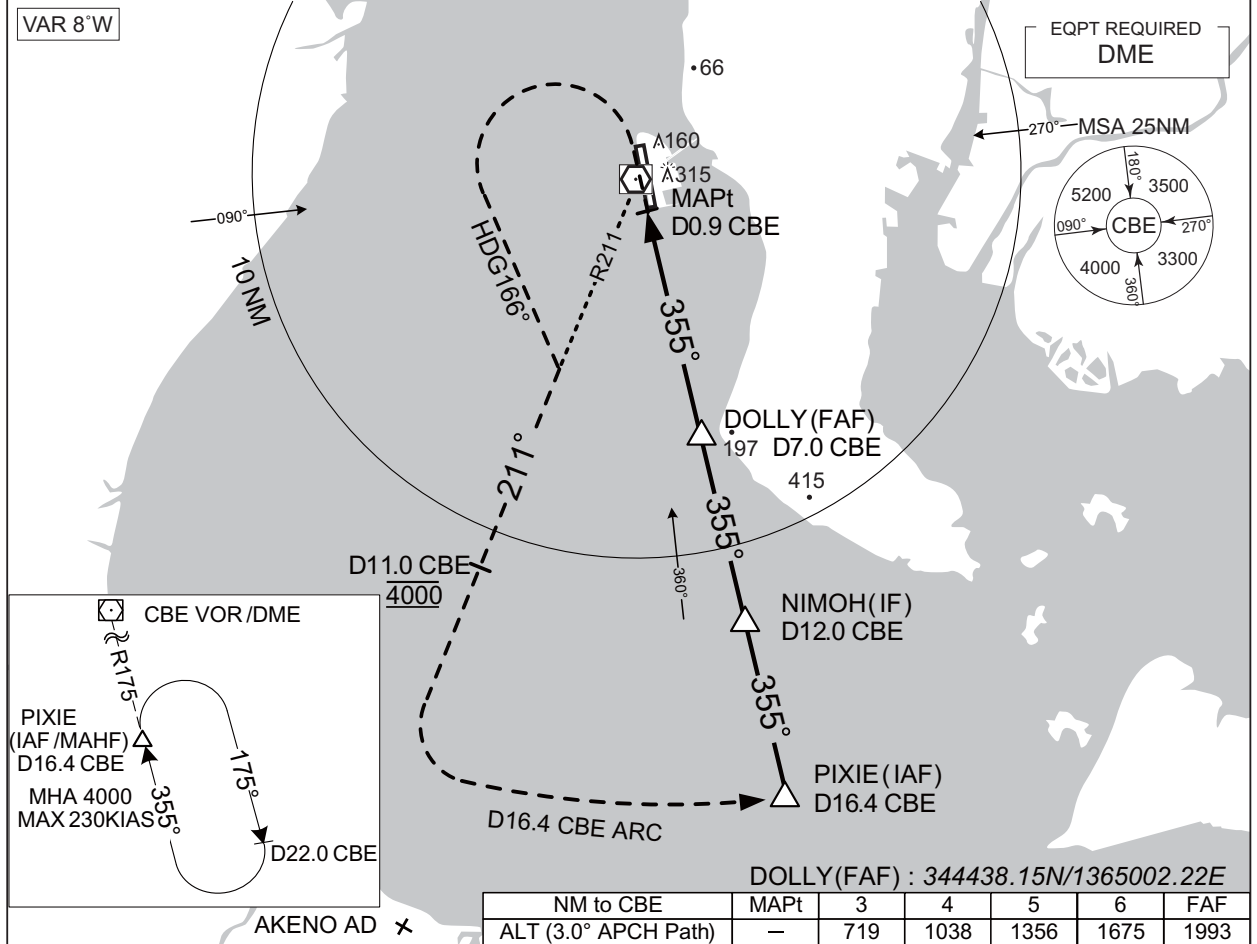 VAR 8°W
EQPT REQUIRED
DME
66
A160
A315
MAPt
D0.9 CBE
270°
MSA 25NM
180°
5200
3500
090°
CBE
270°
4000
3300
360°
090°
10 NM
HDG166°
R211
355°
DOLLY(FAF)
197 D7.0 CBE
415
211°
355°
360°
D11.0 CBE
4000
NIMOH(IF)
D12.0 CBE
355°
PIXIE(IAF)
D16.4 CBE
D16.4 CBE ARC
CBE VOR/DME
R175
PIXIE
(IAF/MAHF)
D16.4 CBE
MHA 4000
MAX 230KIAS
355°
175°
D22.0 CBE
AKENO AD
DOLLY(FAF) : 344438.15N/1365002.22E
NM to CBE MAPt 3 4 5 6 FAF
ALT (3.0° APCH Path) — 719 1038 1356 1675 1993